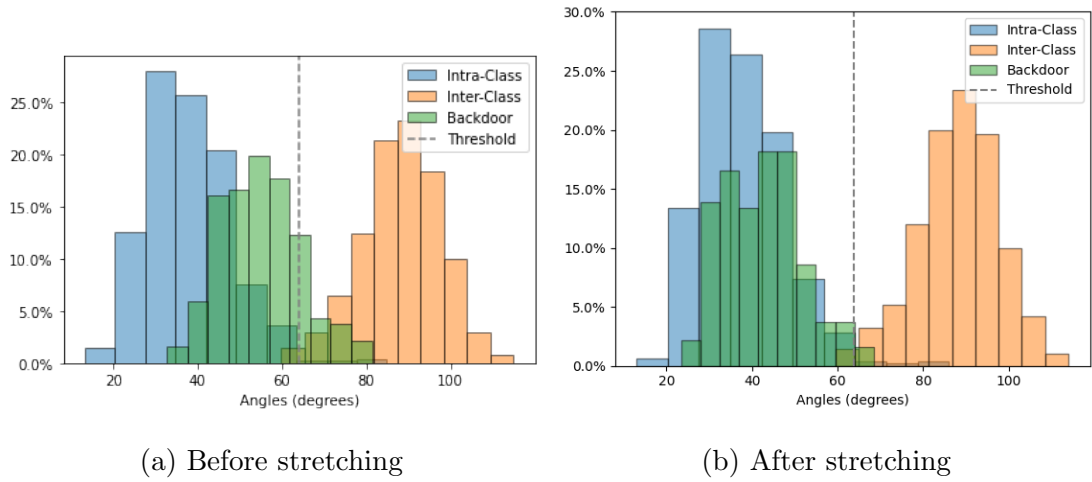 25.0%
20.0%
15.0%
10.0%
5.0%
0.0%
20 40 60 80 100
Angles (degrees)
Intra-Class
Inter-Class
Backdoor
Threshold
(a) Before stretching
30.0%
25.0%
20.0%
15.0%
10.0%
5.0%
0.0%
20 40 60 80 100
Angles (degrees)
Intra-Class
Inter-Class
Backdoor
Threshold
(b) After stretching